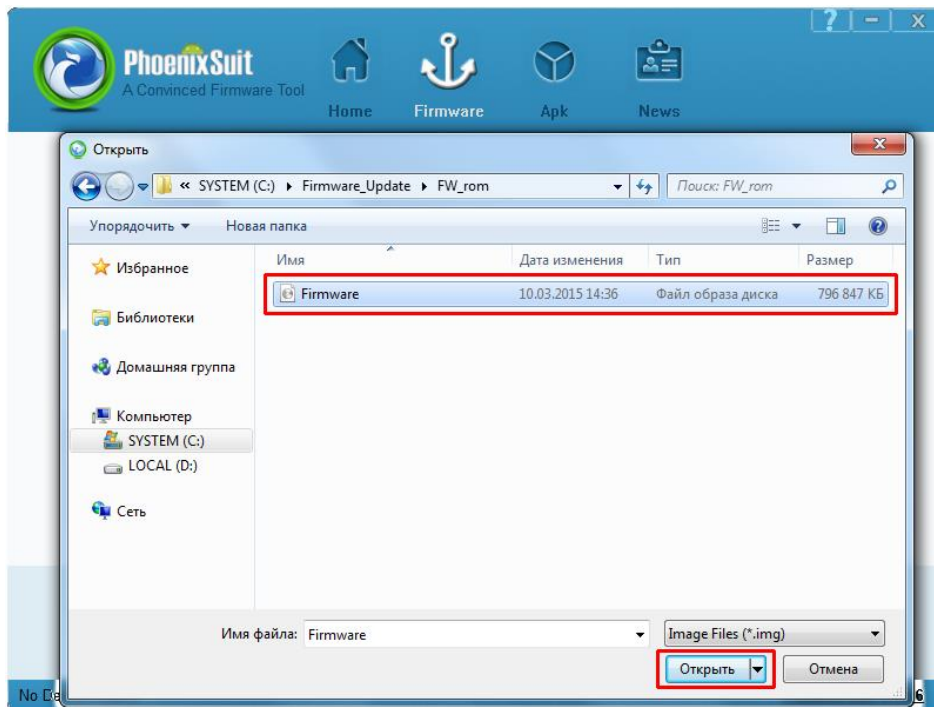 ? – X
PhoenixSuit
A Convinced Firmware Tool
Home Firmware Apk News
Открыть
« SYSTEM (C:) ▸ Firmware_Update ▸ FW_rom
Поиск: FW_rom
Упорядочить ▾ Новая папка
Имя Дата изменения Тип Размер
Firmware 10.03.2015 14:36 Файл образа диска 796 847 КБ
Избранное
Библиотеки
Домашняя группа
Компьютер
SYSTEM (C:)
LOCAL (D:)
Сеть
Имя файла: Firmware Image Files (*.img)
Открыть Отмена
No 6